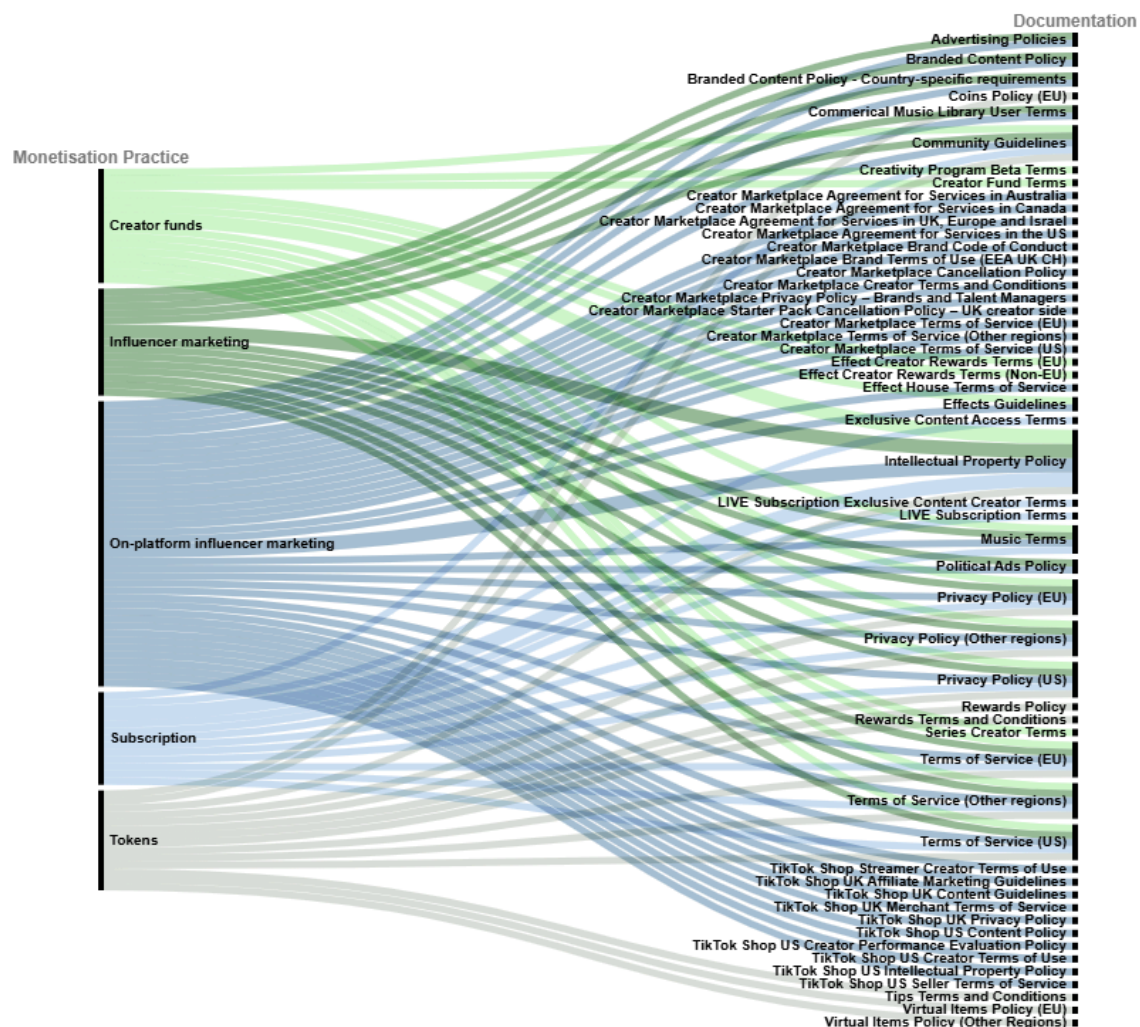 Documentation
Advertising Policies
Branded Content Policy
Branded Content Policy - Country-specific requirements
Coins Policy (EU)
Commerical Music Library User Terms
Community Guidelines
Monetisation Practice
Creativity Program Beta Terms
Creator Fund Terms
Creator Marketplace Agreement for Services in Australia
Creator Marketplace Agreement for Services in Canada
Creator Marketplace Agreement for Services in UK, Europe and Israel
Creator funds
Creator Marketplace Agreement for Services in the US
Creator Marketplace Brand Code of Conduct
Creator Marketplace Brand Terms of Use (EEA UK CH)
Creator Marketplace Cancellation Policy
Creator Marketplace Creator Terms and Conditions
Creator Marketplace Privacy Policy – Brands and Talent Managers
Creator Marketplace Starter Pack Cancellation Policy – UK creator side
Creator Marketplace Terms of Service (EU)
Creator Marketplace Terms of Service (Other regions)
Influencer marketing
Creator Marketplace Terms of Service (US)
Effect Creator Rewards Terms (EU)
Effect Creator Rewards Terms (Non-EU)
Effect House Terms of Service
Effects Guidelines
Exclusive Content Access Terms
Intellectual Property Policy
LIVE Subscription Exclusive Content Creator Terms
LIVE Subscription Terms
Music Terms
On-platform influencer marketing
Political Ads Policy
Privacy Policy (EU)
Privacy Policy (Other regions)
Privacy Policy (US)
Rewards Policy
Rewards Terms and Conditions
Series Creator Terms
Subscription
Terms of Service (EU)
Terms of Service (Other regions)
Tokens
Terms of Service (US)
TikTok Shop Streamer Creator Terms of Use
TikTok Shop UK Affiliate Marketing Guidelines
TikTok Shop UK Content Guidelines
TikTok Shop UK Merchant Terms of Service
TikTok Shop UK Privacy Policy
TikTok Shop US Content Policy
TikTok Shop US Creator Performance Evaluation Policy
TikTok Shop US Creator Terms of Use
TikTok Shop US Intellectual Property Policy
TikTok Shop US Seller Terms of Service
Tips Terms and Conditions
Virtual Items Policy (EU)
Virtual Items Policy (Other Regions)